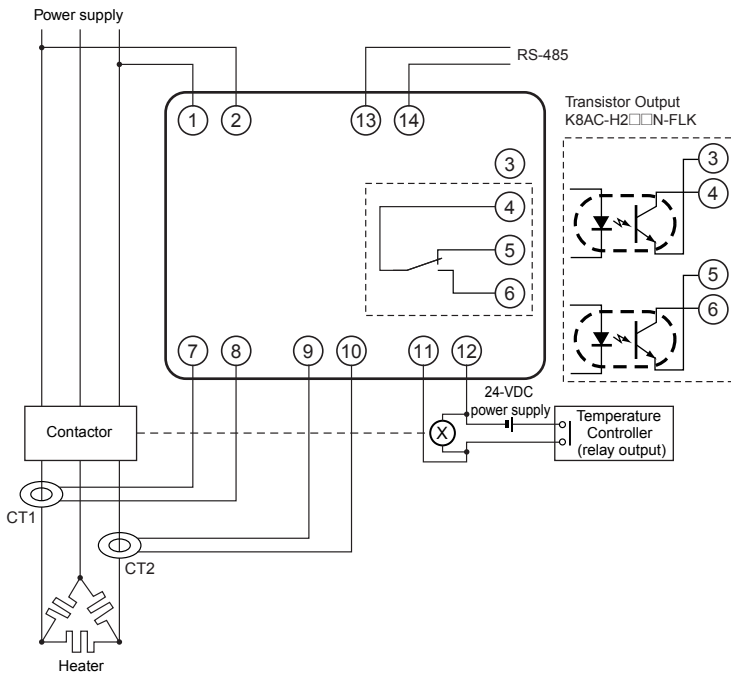 Power supply
RS-485
1
2
13
14
Transistor Output
K8AC-H2□□N-FLK
3
4
5
6
3
4
5
6
7
8
9
10
11
12
24-VDC
power supply
Contactor
X
Temperature
Controller
(relay output)
CT1
CT2
Heater